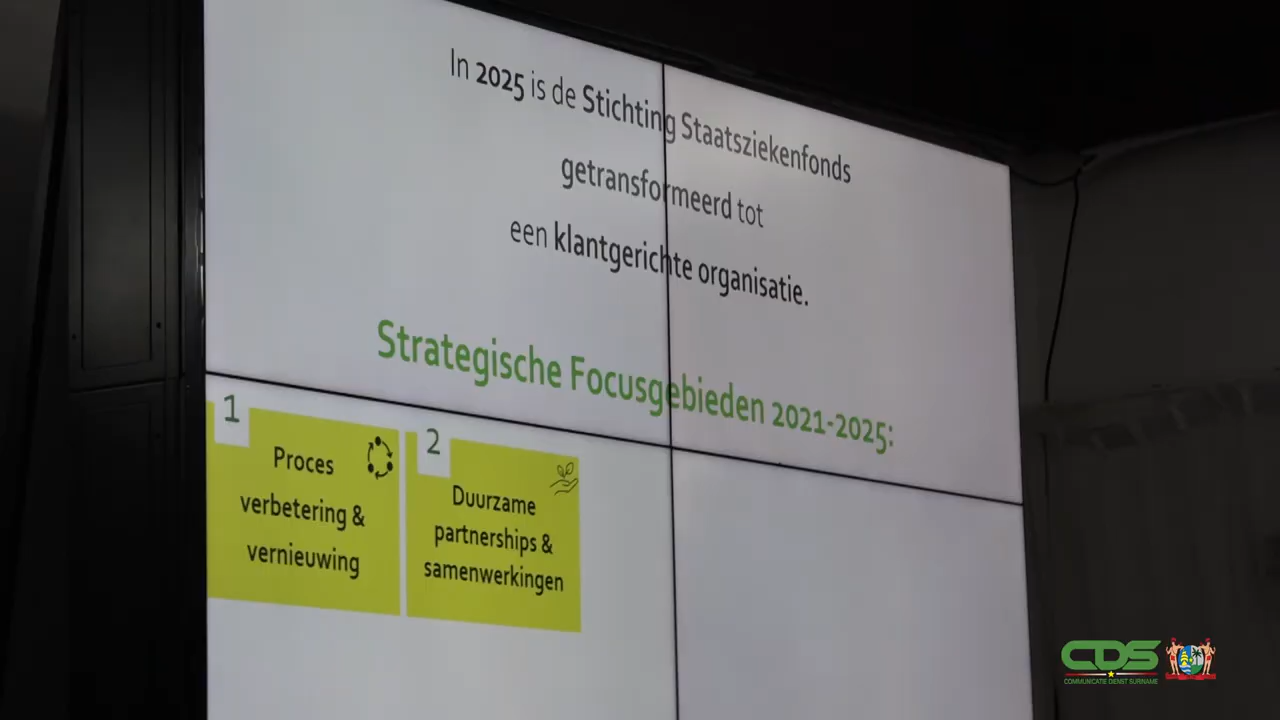 In 2025 is de Stichting Staatsziekenfonds
getransformeerd tot
een klantgerichte organisatie.
Strategische Focusgebieden 2021-2025:
1
Proces
verbetering &
vernieuwing
2
Duurzame
partnerships &
samenwerkingen
CDS
COMMUNICATIE DIENST SURINAME